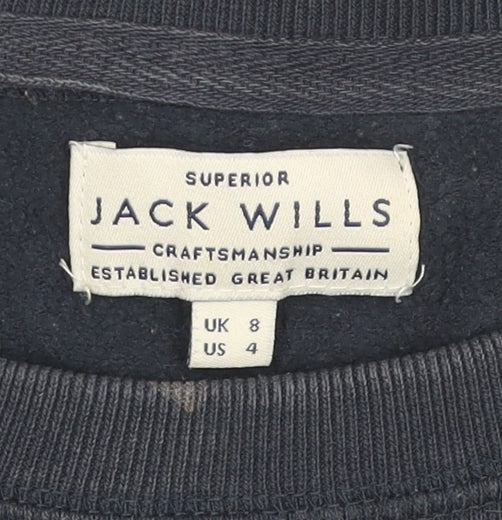 SUPERIOR
JACK WILLS
CRAFTSMANSHIP
ESTABLISHED GREAT BRITAIN
UK 8
US 4